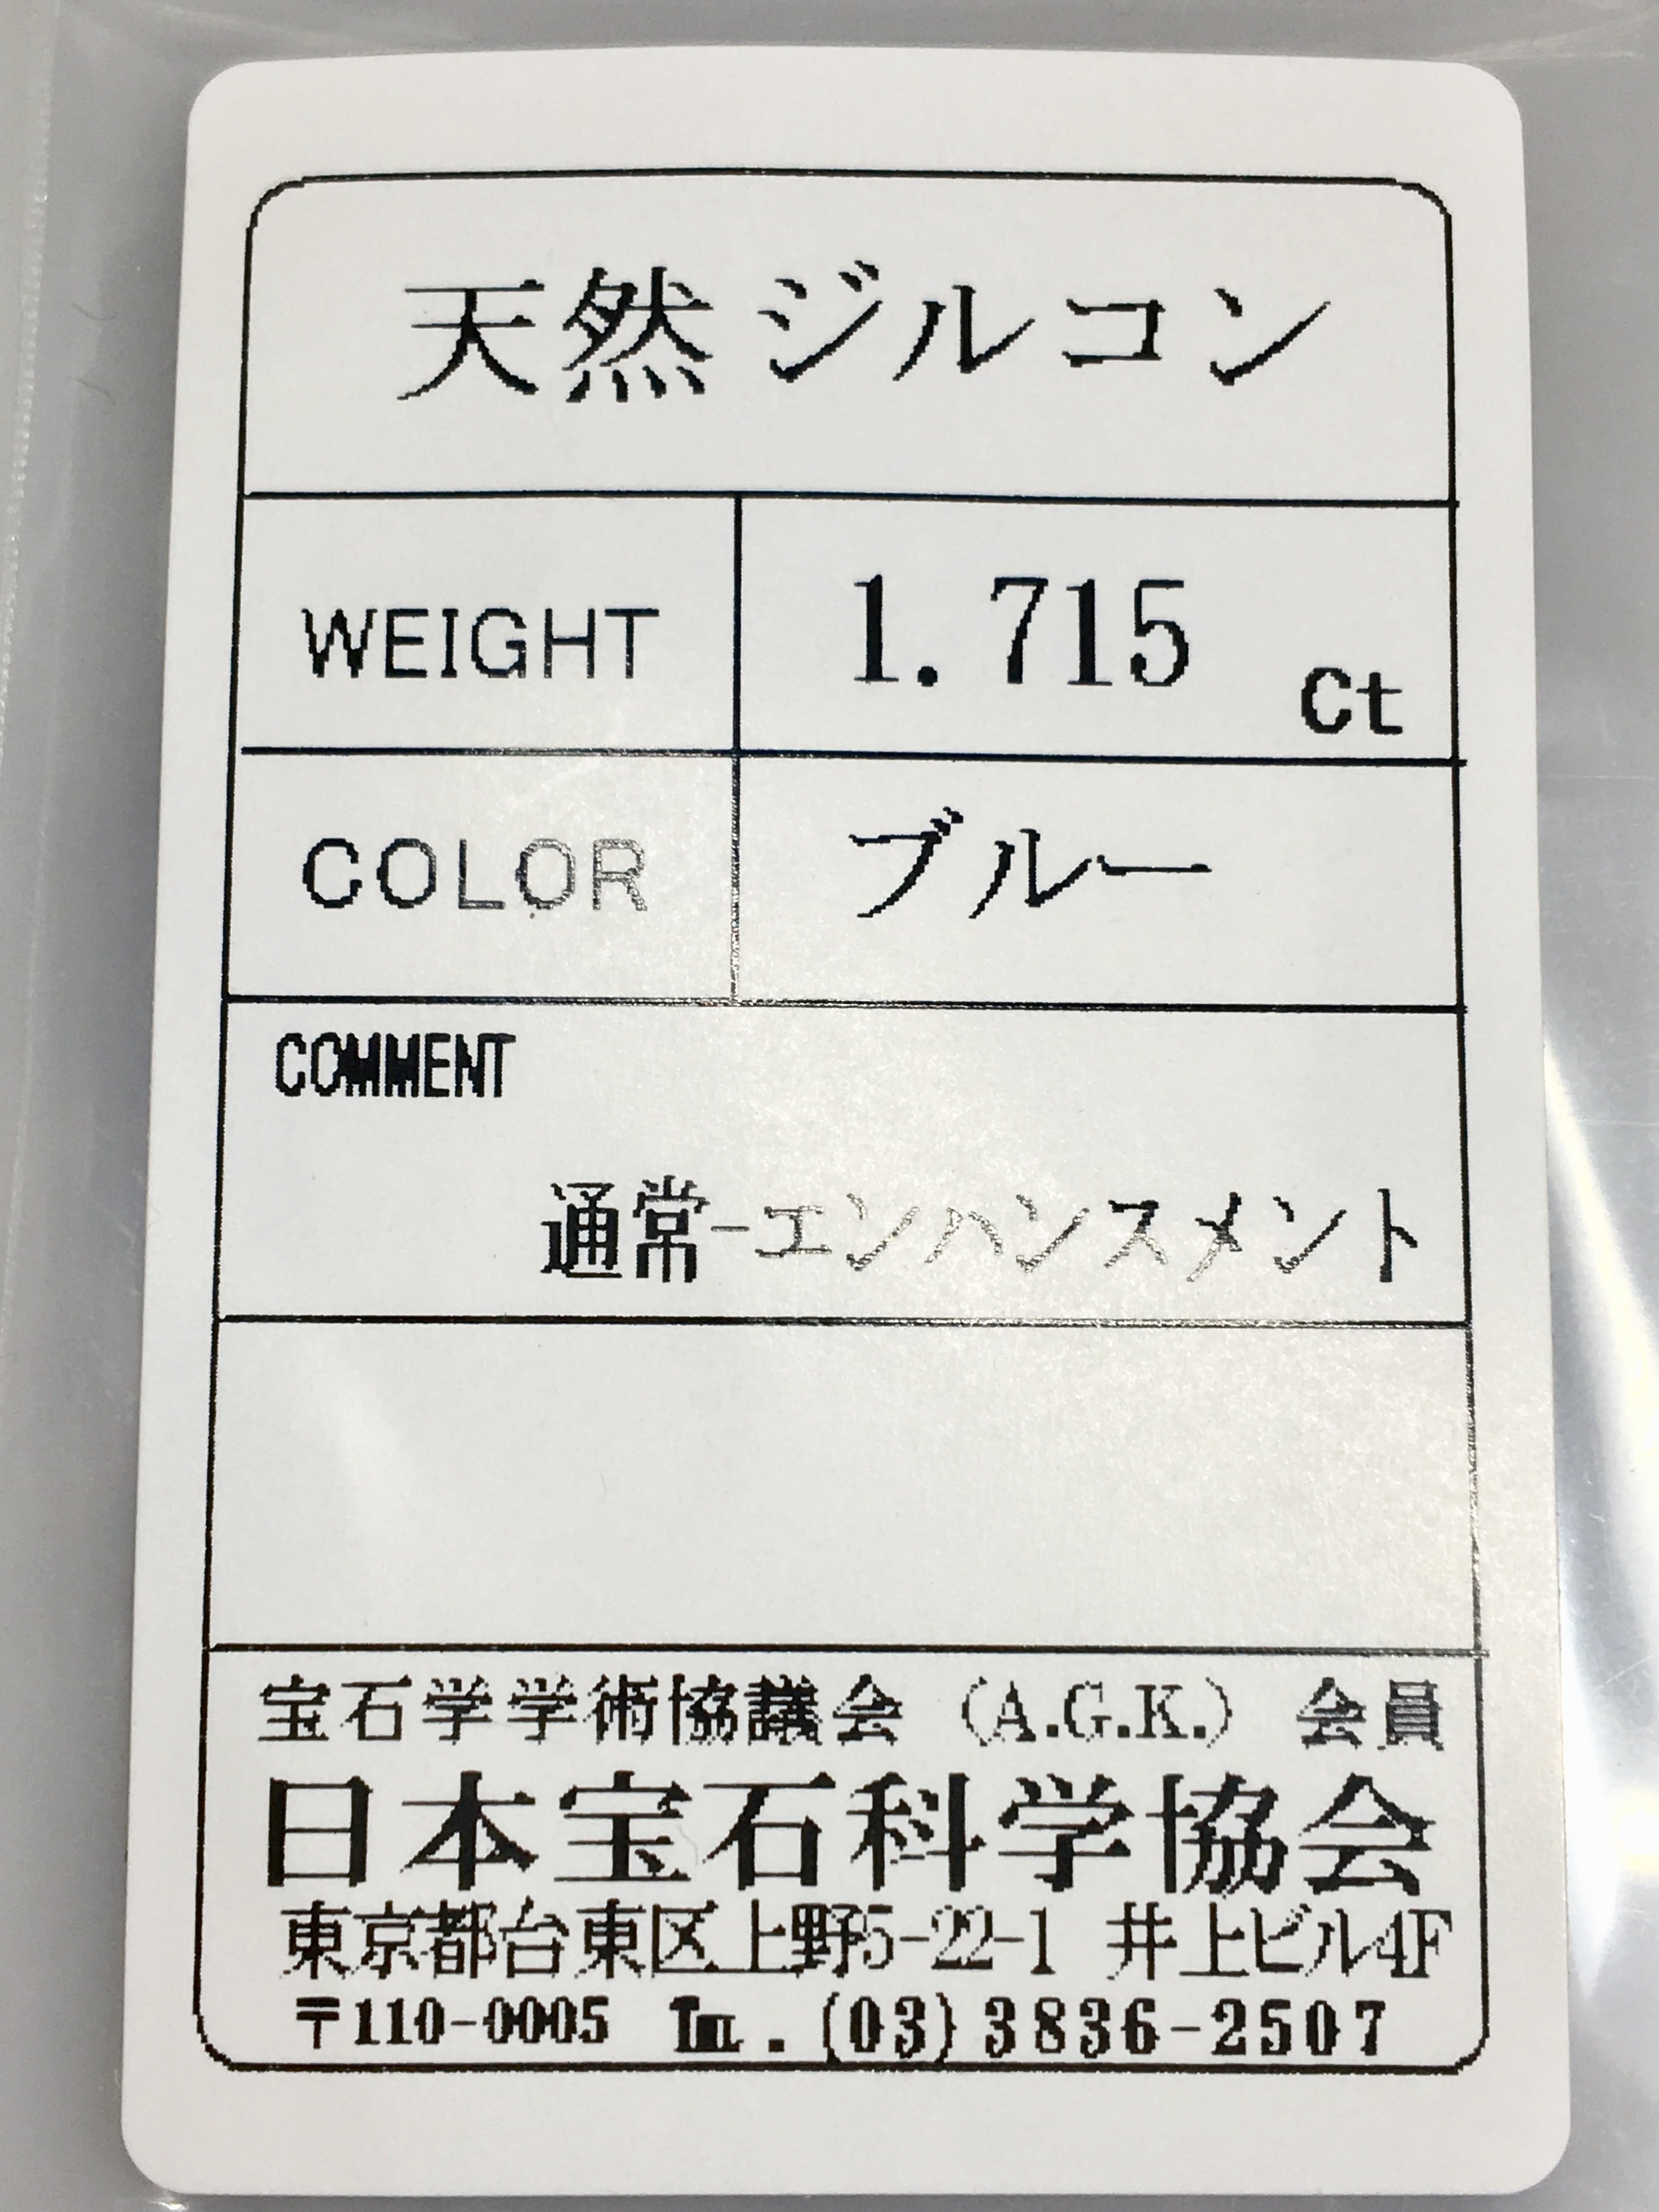 天然ジルコン
WEIGHT 1.715 Ct
COLOR ブルー
COMMENT
通常-エンハンスメント
宝石学学術協議会 (A.G.K.) 会員
日本宝石科学協会
東京都台東区上野5-22-1 井上ビル4F
〒110-0005 TEL.(03)3836-2507